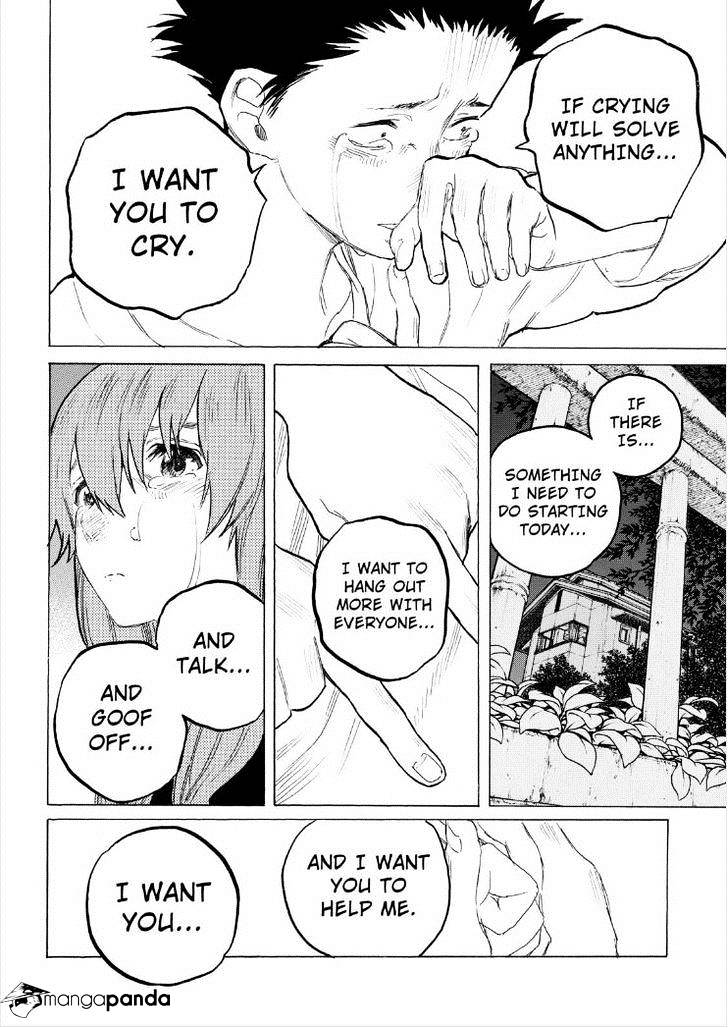 IF CRYING
WILL SOLVE
ANYTHING...
I WANT
YOU TO
CRY.
IF
THERE
IS...
SOMETHING
I NEED TO
DO STARTING
TODAY...
I WANT TO
HANG OUT
MORE WITH
EVERYONE...
AND
TALK...
AND
GOOF
OFF...
AND I WANT
YOU TO
HELP ME.
I WANT
YOU...
mangapanda